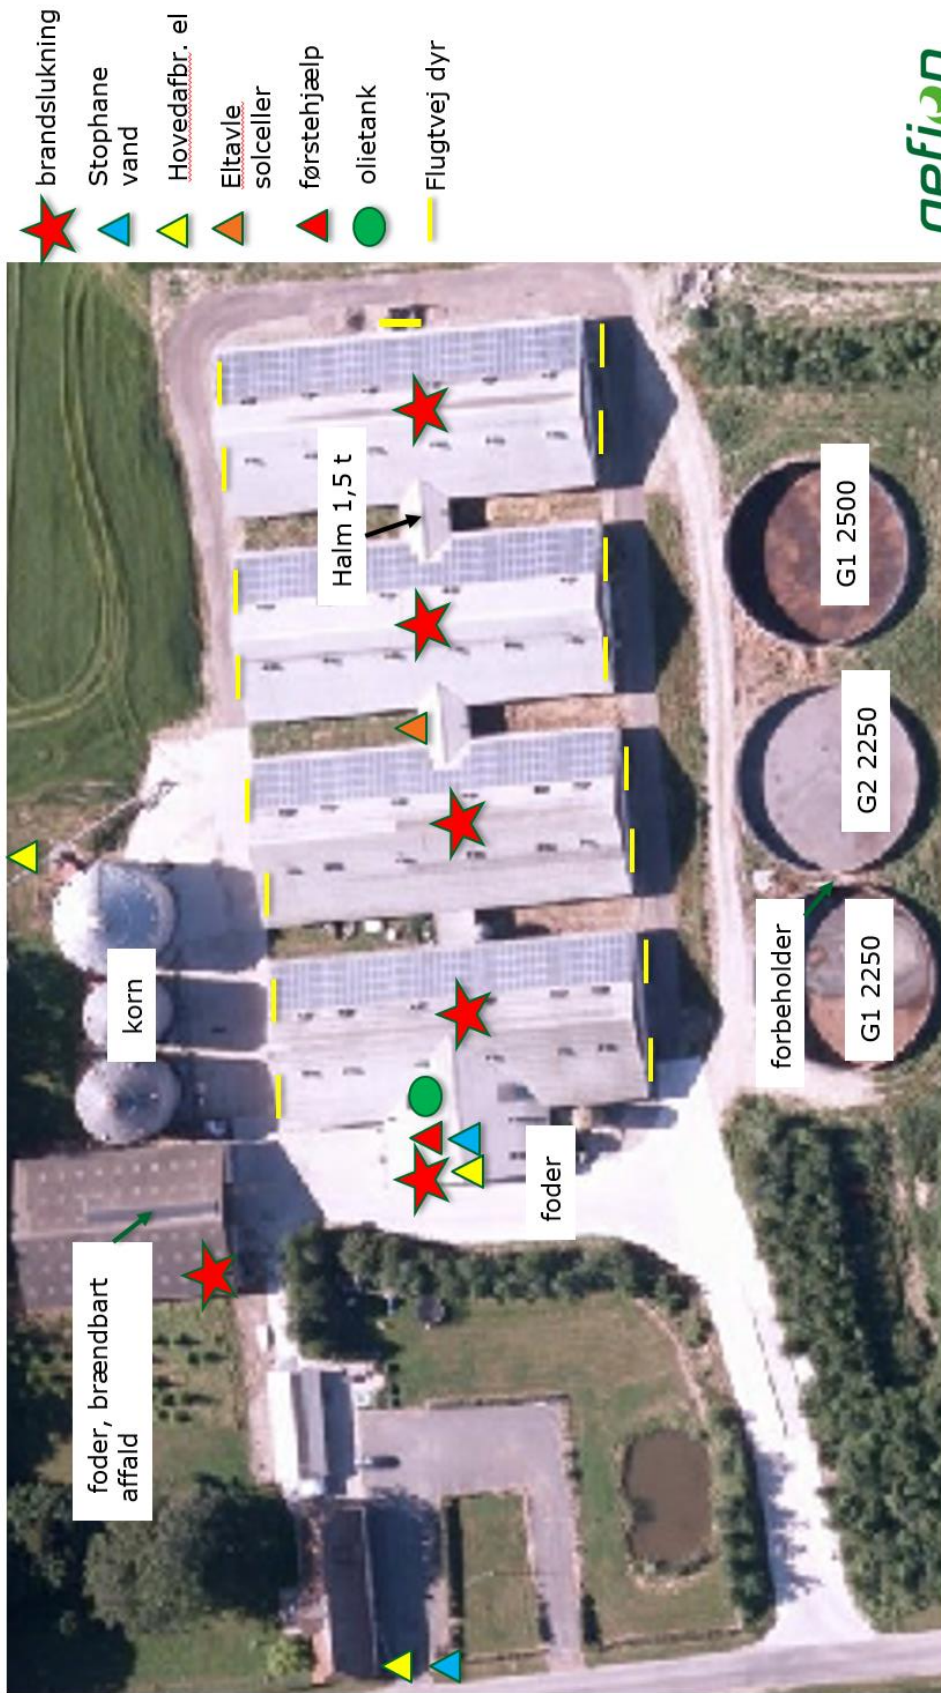 brandslukning
Stophane
vand
Hovedafbr. el
Eltavle
solceller
førstehjælp
olietank
Flugtvej dyr
gefion
foder, brændbart
affald
korn
Halm 1,5 t
foder
forbeholder
G1 2250
G2 2250
G1 2500